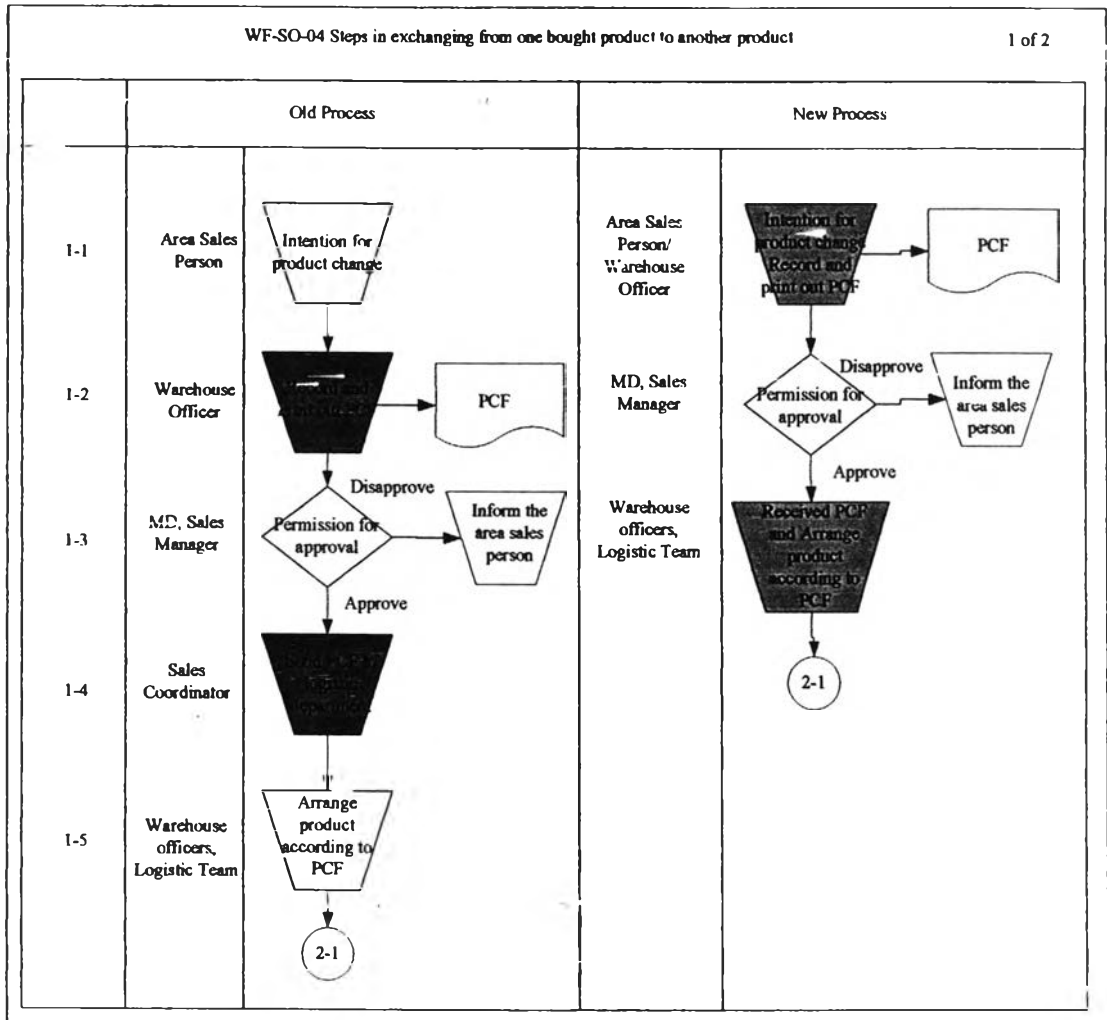 WF-SO-04 Steps in exchanging from one bought product to another product
1 of 2
Old Process
New Process
1-1
Area Sales
Person
Intention for
product change
Area Sales
Person/
Warehouse
Officer
Intention for
product change
Record and
print out PCF
PCF
1-2
Warehouse
Officer
Record and
PCF
MD, Sales
Manager
Permission for
approval
Disapprove
Inform the
area sales
person
Approve
1-3
MD, Sales
Manager
Permission for
approval
Disapprove
Inform the
area sales
person
Approve
Warehouse
officers,
Logistic Team
Received PCF
and Arrange
product
according to
PCF
2-1
1-4
Sales
Coordinator
department
1-5
Warehouse
officers,
Logistic Team
Arrange
product
according to
PCF
2-1